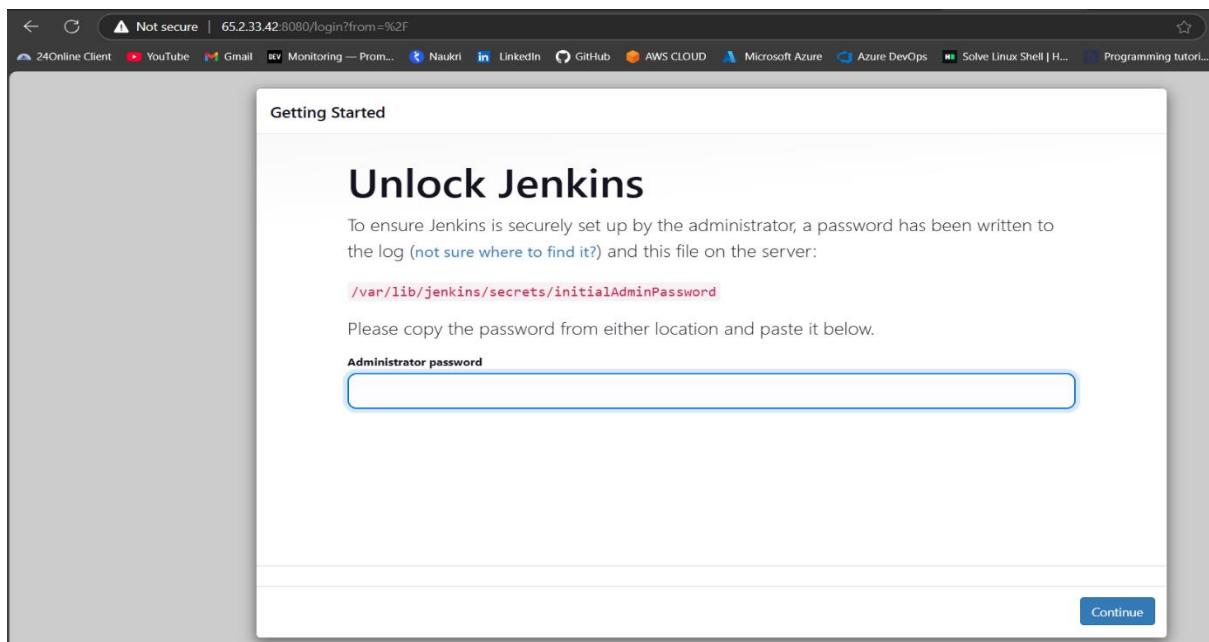 Not secure | 65.2.33.42:8080/login?from=%2F
24Online Client YouTube Gmail DEV Monitoring — Prom... Naukri in LinkedIn GitHub AWS CLOUD Microsoft Azure Azure DevOps Solve Linux Shell | H... Programming tutori...
Getting Started
Unlock Jenkins
To ensure Jenkins is securely set up by the administrator, a password has been written to
the log (not sure where to find it?) and this file on the server:
/var/lib/jenkins/secrets/initialAdminPassword
Please copy the password from either location and paste it below.
Administrator password
Continue